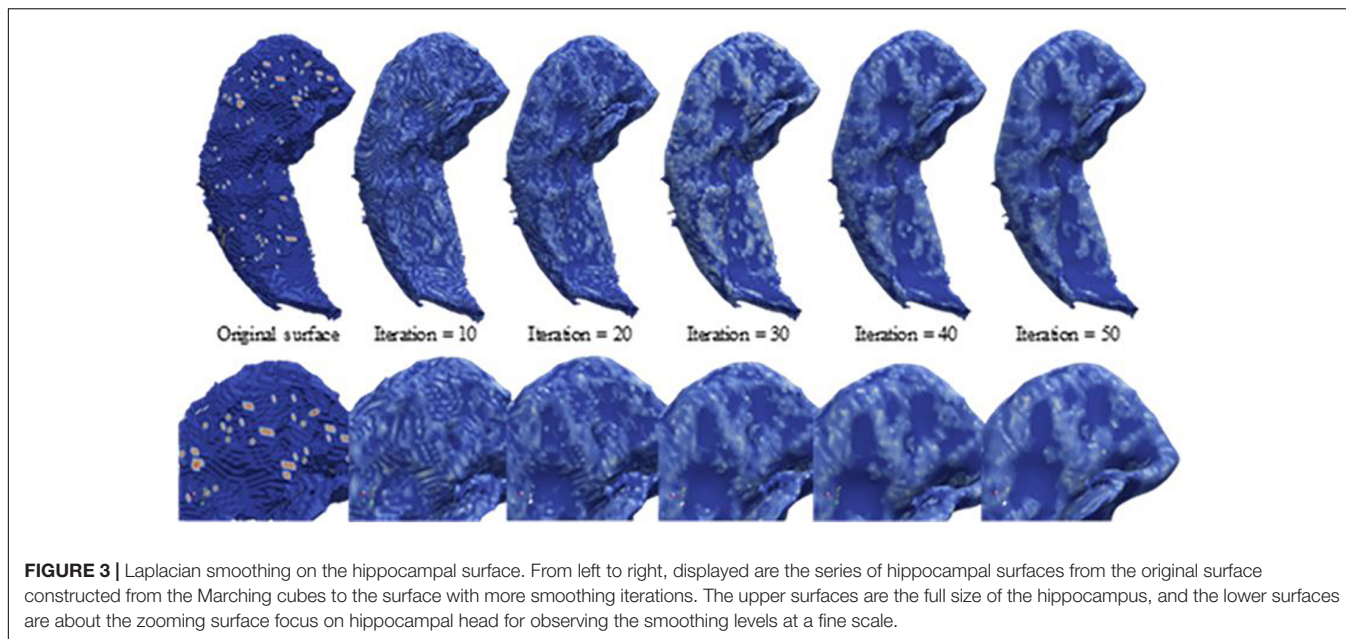 Original surface Iteration = 10 Iteration = 20 Iteration = 30 Iteration = 40 Iteration = 50
FIGURE 3 | Laplacian smoothing on the hippocampal surface. From left to right, displayed are the series of hippocampal surfaces from the original surface
constructed from the Marching cubes to the surface with more smoothing iterations. The upper surfaces are the full size of the hippocampus, and the lower surfaces
are about the zooming surface focus on hippocampal head for observing the smoothing levels at a fine scale.